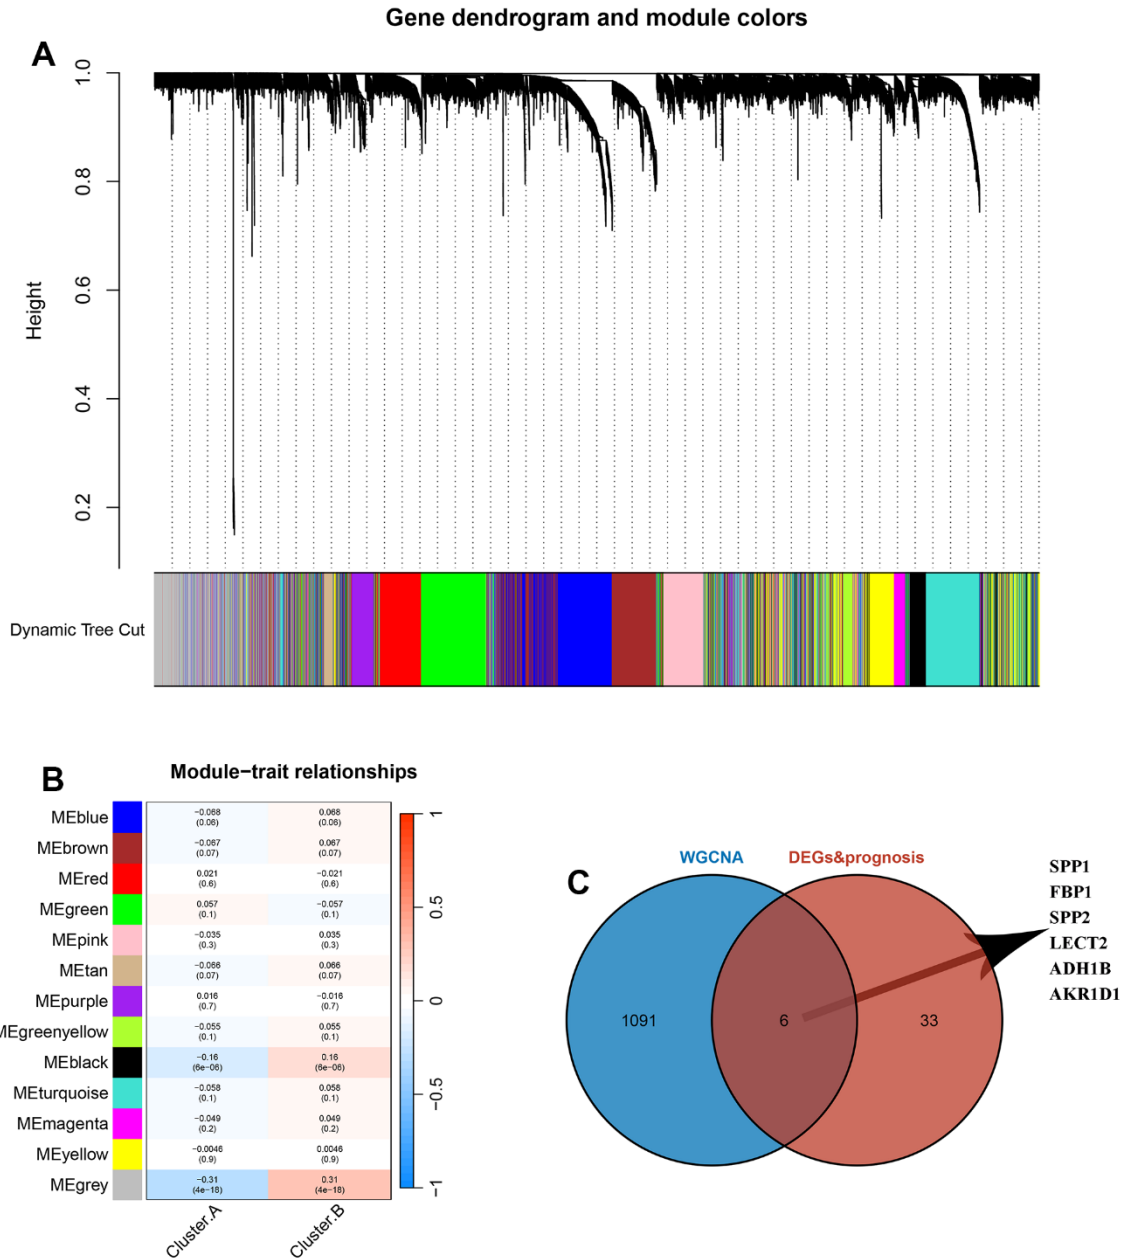 Gene dendrogram and module colors
A
1.0
0.8
0.6
0.4
0.2
Height
Dynamic Tree Cut
B
Module−trait relationships
MEblue −0.068 (0.06) 0.068 (0.06)
MEbrown −0.067 (0.07) 0.067 (0.07)
MEred 0.021 (0.6) −0.021 (0.6)
MEgreen 0.057 (0.1) −0.057 (0.1)
MEpink −0.035 (0.3) 0.035 (0.3)
MEtan −0.066 (0.07) 0.066 (0.07)
MEpurple 0.016 (0.7) −0.016 (0.7)
MEgreenyellow −0.055 (0.1) 0.055 (0.1)
MEblack −0.16 (6e−06) 0.16 (6e−06)
MEturquoise −0.058 (0.1) 0.058 (0.1)
MEmagenta −0.049 (0.2) 0.049 (0.2)
MEyellow −0.0046 (0.9) 0.0046 (0.9)
MEgrey −0.31 (4e−18) 0.31 (4e−18)
Cluster.A
Cluster.B
1
0.5
0
−0.5
−1
C
WGCNA
DEGs&prognosis
1091
6
33
SPP1
FBP1
SPP2
LECT2
ADH1B
AKR1D1